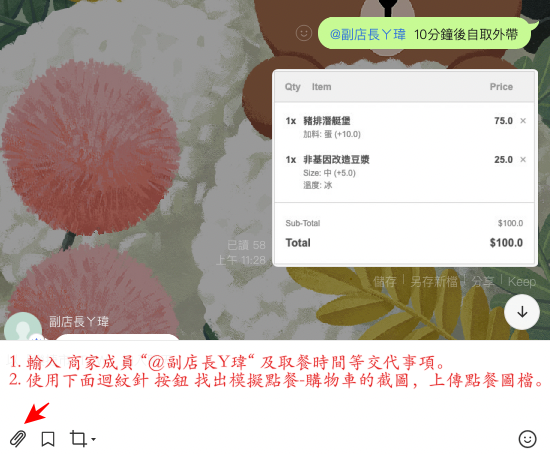 @副店長丫瑋 10分鐘後自取外帶
Qty Item Price
1x 豬排潛艇堡 75.0 ×
加料: 蛋 (+10.0)
1x 非基因改造豆漿 25.0 ×
Size: 中 (+5.0)
溫度: 冰
Sub-Total $100.0
Total $100.0
已讀 58
上午 11:28
儲存 | 另存新檔 | 分享 | Keep
副店長丫瑋
1. 輸入 商家成員 “@副店長丫瑋“ 及取餐時間等交代事項。
2. 使用下面迴紋針 按鈕 找出模擬點餐-購物車的截圖，上傳點餐圖檔。